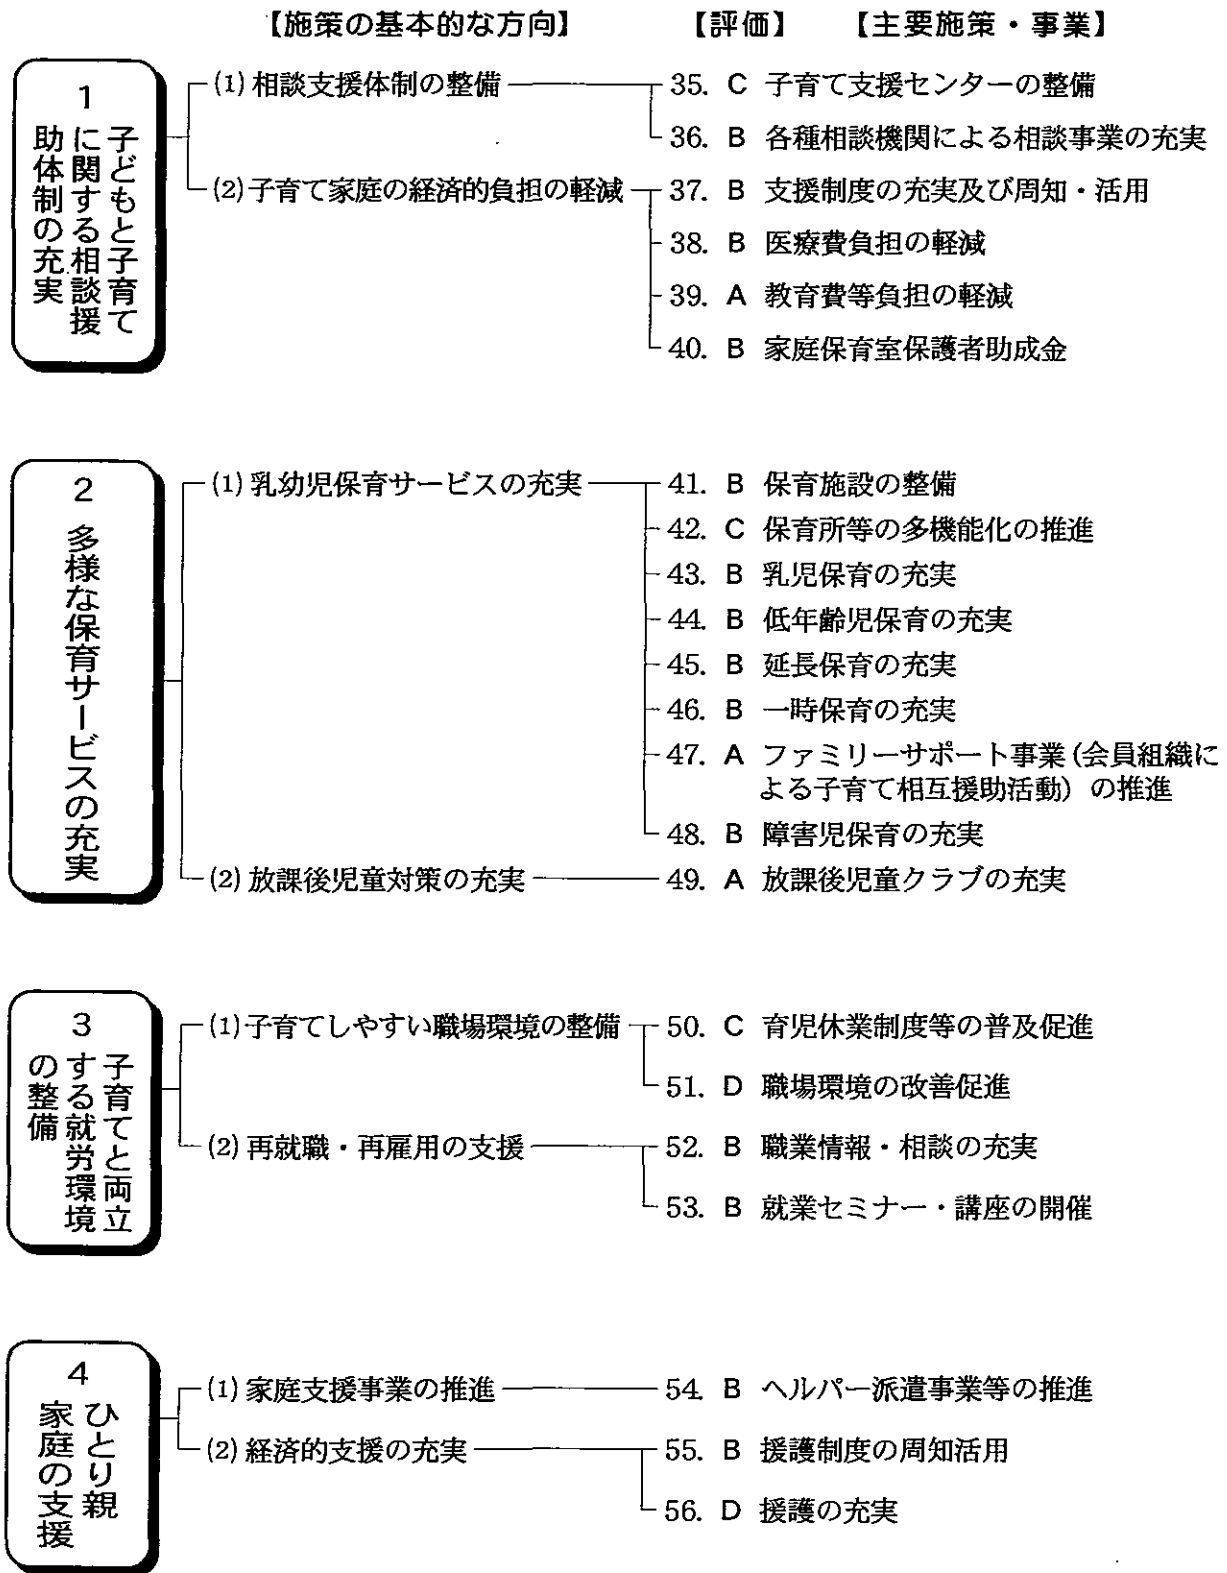 【施策の基本的な方向】 【評価】 【主要施策・事業】
1 子どもと子育て
に関する相談援
助体制の充実
(1) 相談支援体制の整備
35. C 子育て支援センターの整備
36. B 各種相談機関による相談事業の充実
(2) 子育て家庭の経済的負担の軽減
37. B 支援制度の充実及び周知・活用
38. B 医療費負担の軽減
39. A 教育費等負担の軽減
40. B 家庭保育室保護者助成金
2 多様な保育サービスの充実
(1) 乳幼児保育サービスの充実
41. B 保育施設の整備
42. C 保育所等の多機能化の推進
43. B 乳児保育の充実
44. B 低年齢児保育の充実
45. B 延長保育の充実
46. B 一時保育の充実
47. A ファミリーサポート事業(会員組織に
よる子育て相互援助活動)の推進
48. B 障害児保育の充実
(2) 放課後児童対策の充実
49. A 放課後児童クラブの充実
3 子育てと両立
する就労環境
の整備
(1) 子育てしやすい職場環境の整備
50. C 育児休業制度等の普及促進
51. D 職場環境の改善促進
(2) 再就職・再雇用の支援
52. B 職業情報・相談の充実
53. B 就業セミナー・講座の開催
4 ひとり親
家庭の支援
(1) 家庭支援事業の推進
54. B ヘルパー派遣事業等の推進
(2) 経済的支援の充実
55. B 援護制度の周知活用
56. D 援護の充実